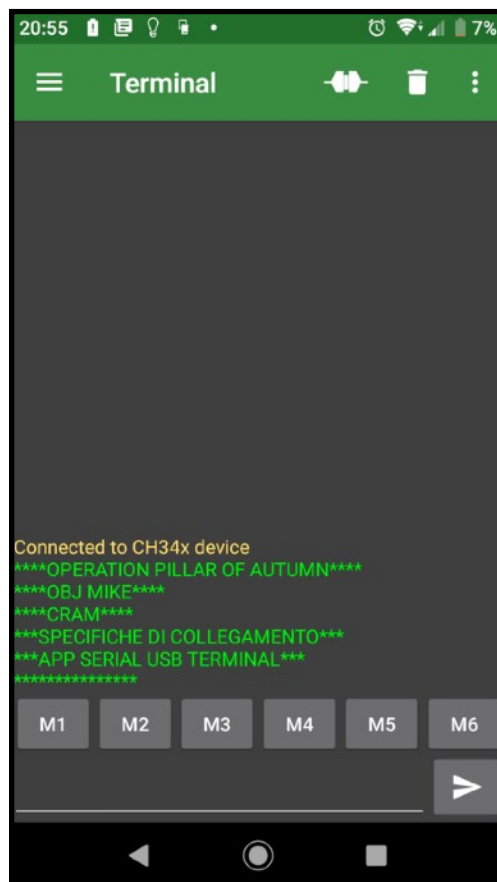 20:55 7%
Terminal
Connected to CH34x device
****OPERATION PILLAR OF AUTUMN****
****OBJ MIKE****
****CRAM****
***SPECIFICHE DI COLLEGAMENTO***
***APP SERIAL USB TERMINAL***
***************
M1 M2 M3 M4 M5 M6